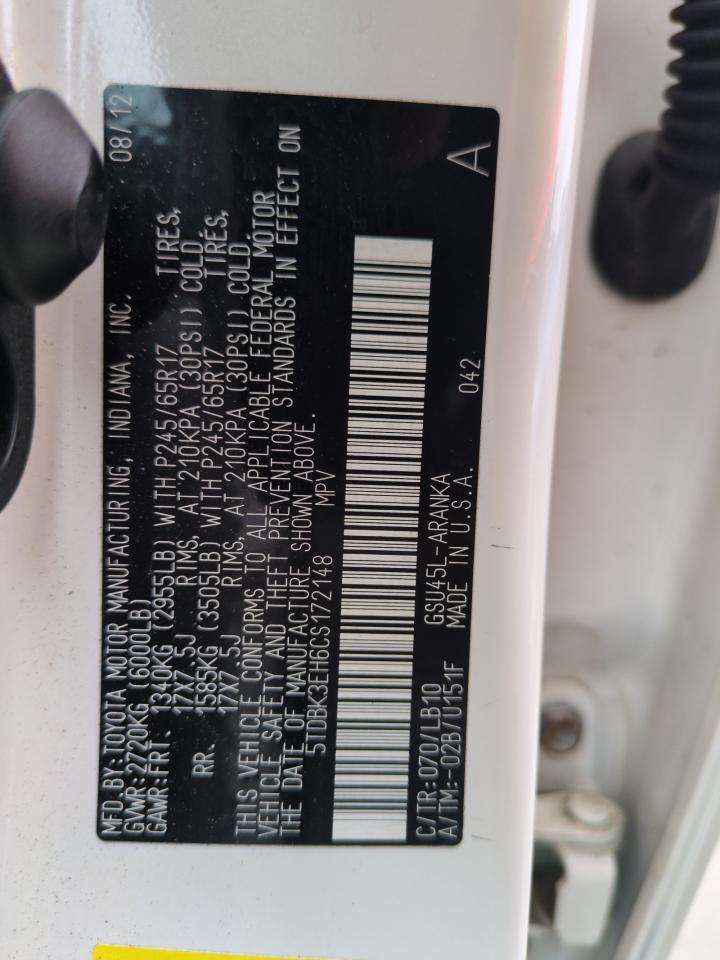 MFD.BY:TOYOTA MOTOR MANUFACTURING, INDIANA, INC. 08/12
GVWR:2720KG (6000LB)
GAWR:FRT. 1340KG (2955LB) WITH P245/65R17 TIRES,
17X7.5J RIMS, AT 210KPA (30PSI) COLD
RR. 1585KG (3505LB) WITH P245/65R17 TIRES,
17X7.5J RIMS, AT 210KPA (30PSI) COLD
THIS VEHICLE CONFORMS TO ALL APPLICABLE FEDERAL MOTOR
VEHICLE SAFETY AND THEFT PREVENTION STANDARDS IN EFFECT ON
THE DATE OF MANUFACTURE SHOWN ABOVE.
5TDBK3EH6CS172148 MPV
C/TR:070/LB10 GSU45L-ARANKA 042
A/TM:-02B/U151F MADE IN U.S.A. A